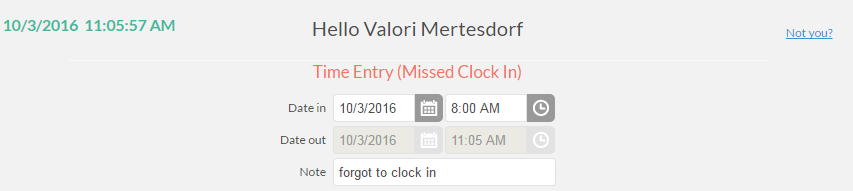 10/3/2016 11:05:57 AM
Hello Valori Mertesdorf
Not you?
Time Entry (Missed Clock In)
Date in 10/3/2016 8:00 AM
Date out 10/3/2016 11:05 AM
Note forgot to clock in